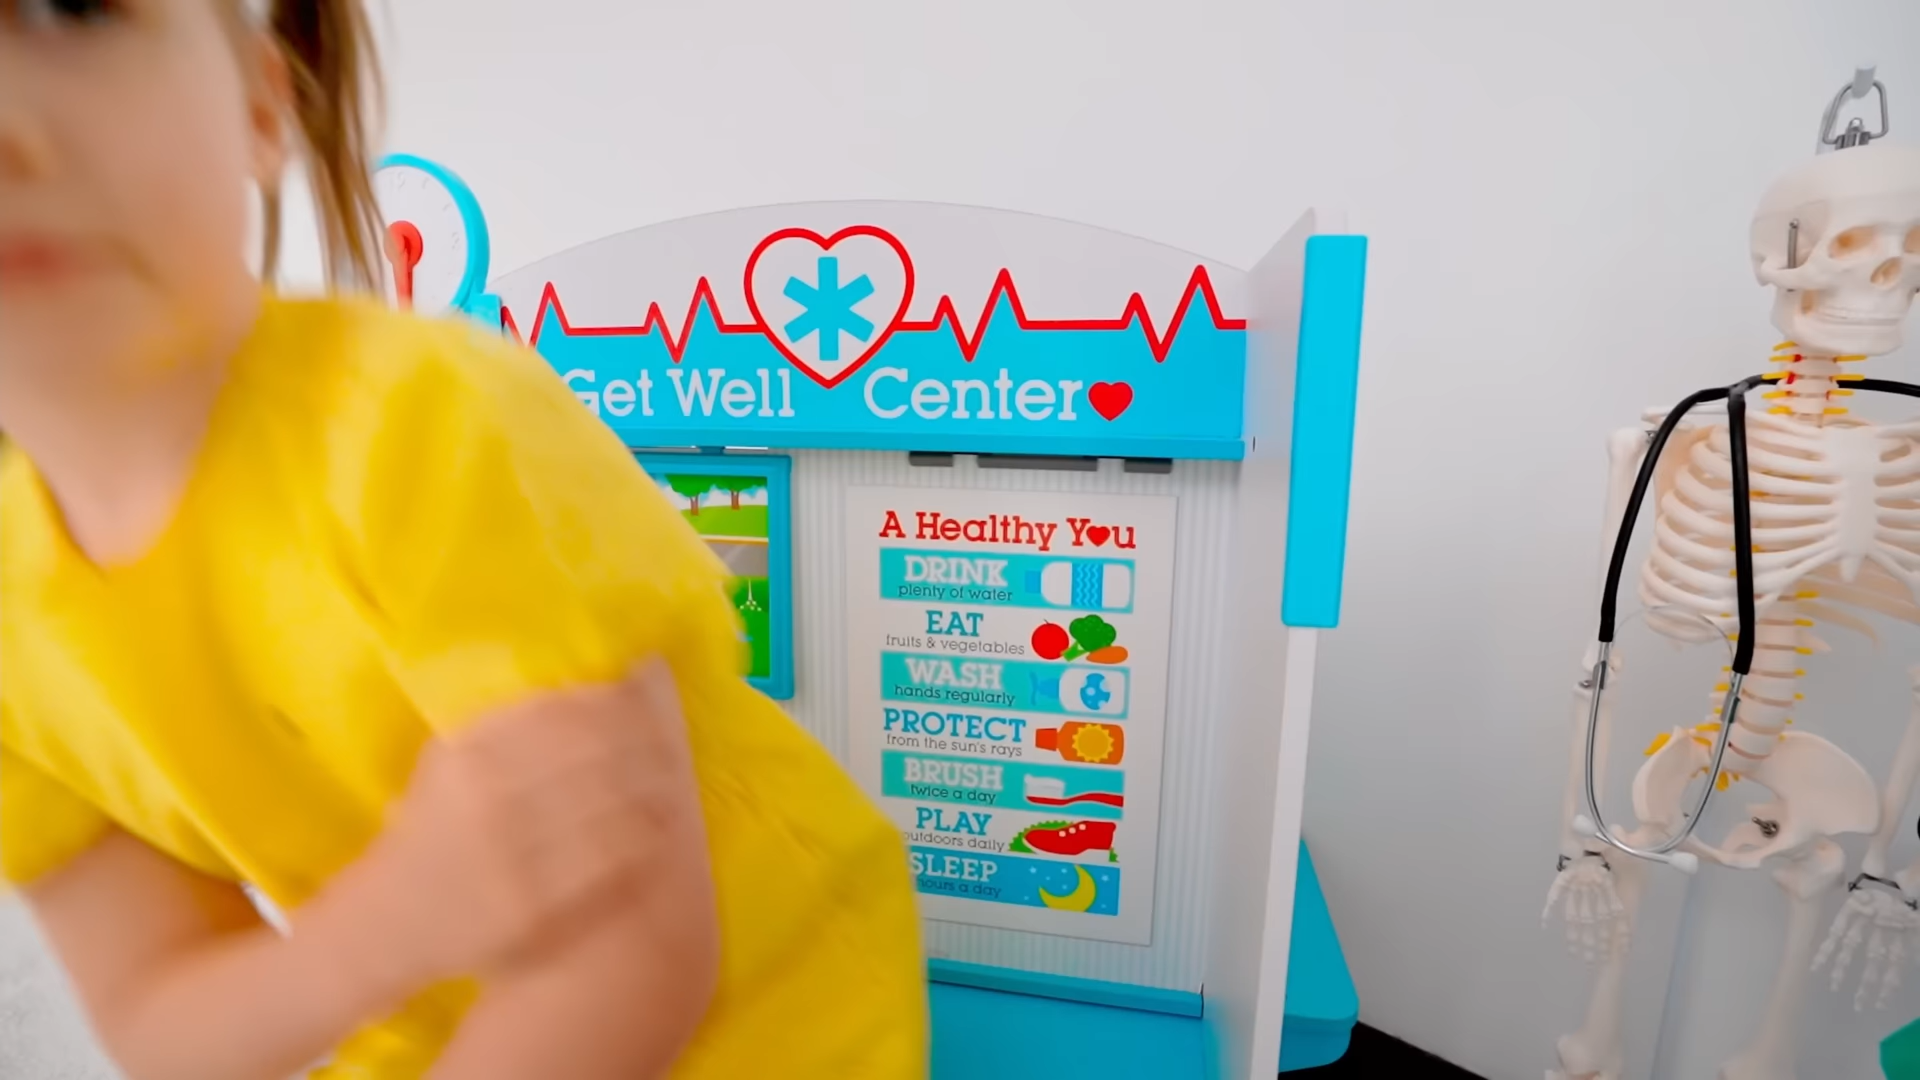 Get Well Center
A Healthy You
DRINK
plenty of water
EAT
fruits & vegetables
WASH
hands regularly
PROTECT
from the sun's rays
BRUSH
twice a day
PLAY
outdoors daily
SLEEP
hours a day